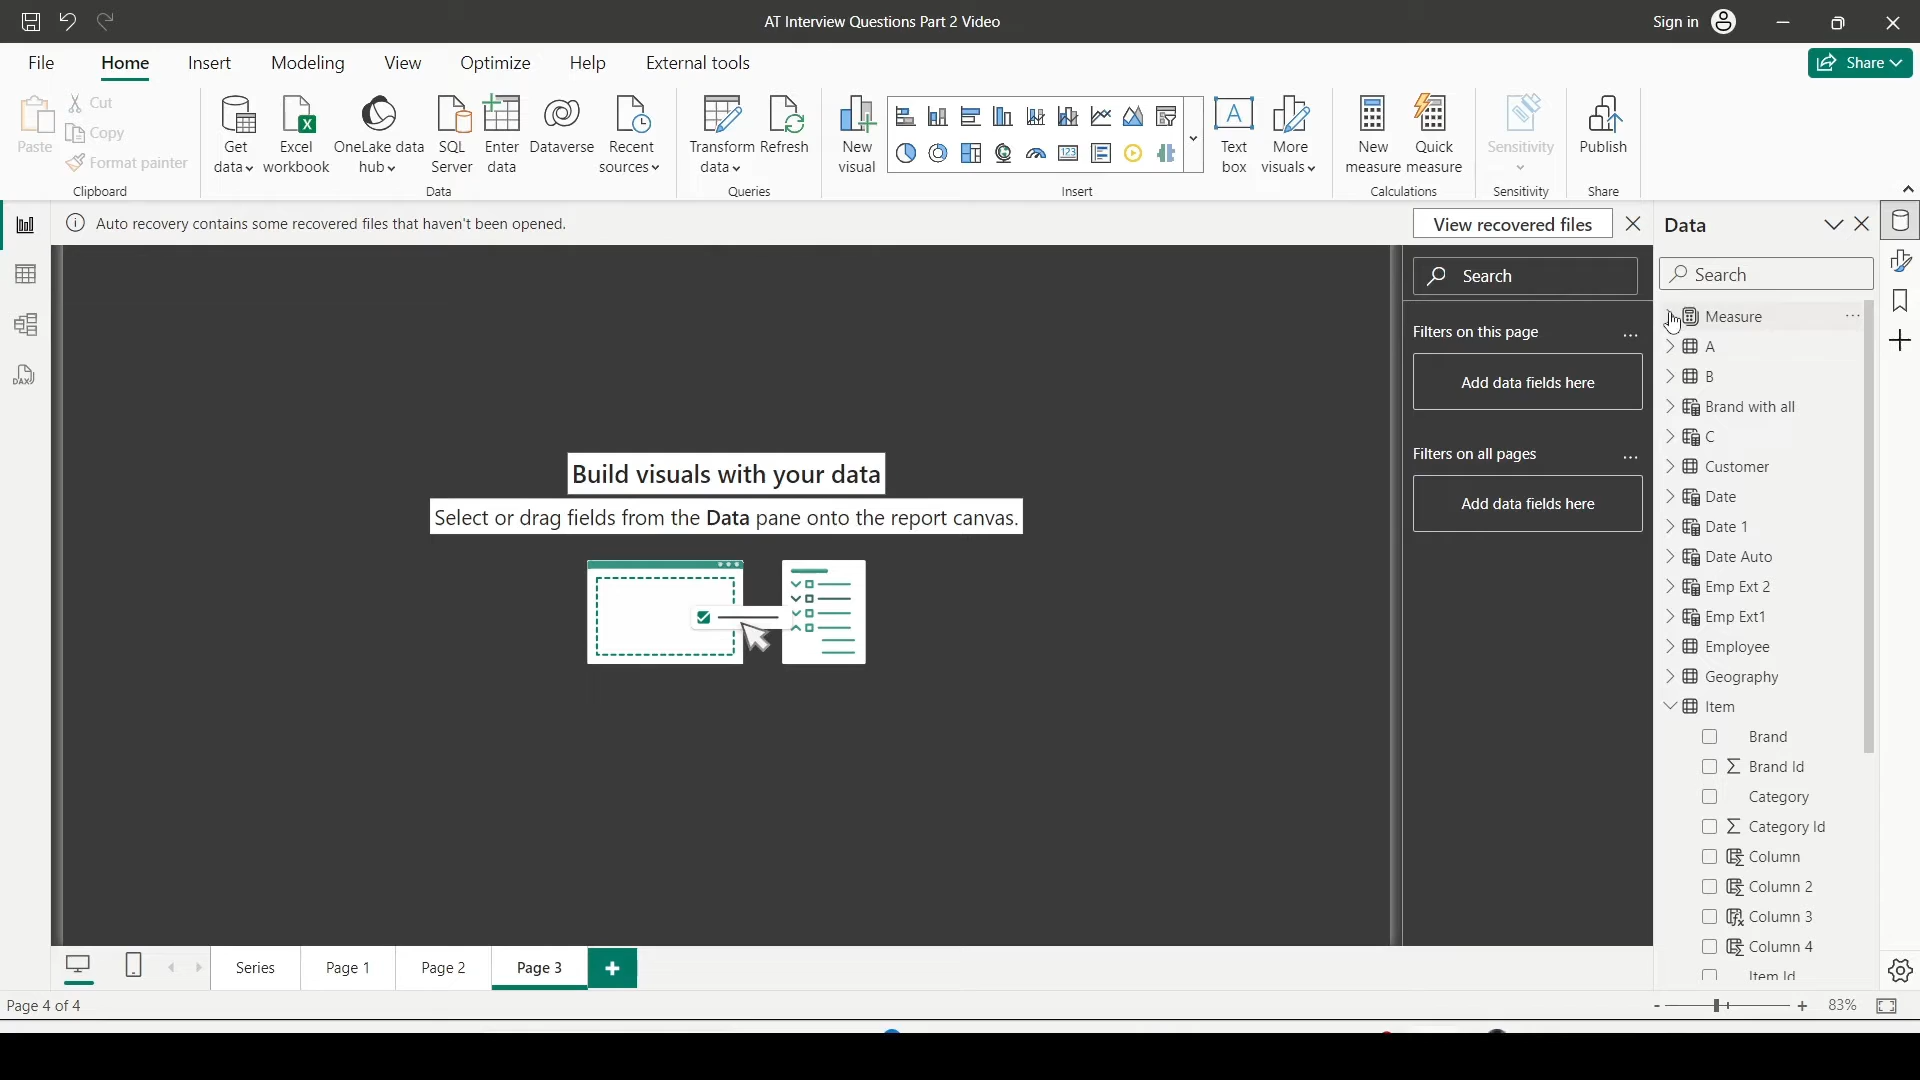 AT Interview Questions Part 2 Video
Sign in
File
Home
Insert
Modeling
View
Optimize
Help
External tools
Share
Paste
Cut
Copy
Format painter
Clipboard
Get
data
Excel
workbook
OneLake data
hub
SQL
Server
Enter
data
Dataverse
Recent
sources
Data
Transform
data
Refresh
Queries
New
visual
123
A
Text
box
More
visuals
Insert
New
measure
Quick
measure
Calculations
Sensitivity
Sensitivity
Publish
Share
DAX
Auto recovery contains some recovered files that haven't been opened.
View recovered files
Build visuals with your data
Select or drag fields from the Data pane onto the report canvas.
Search
Filters on this page
Add data fields here
Filters on all pages
Add data fields here
Data
Search
Measure
A
B
Brand with all
C
Customer
Date
Date 1
Date Auto
Emp Ext 2
Emp Ext1
Employee
Geography
Item
Brand
Brand Id
Category
Category Id
Column
Column 2
Column 3
Column 4
Item Id
Series
Page 1
Page 2
Page 3
Page 4 of 4
83%